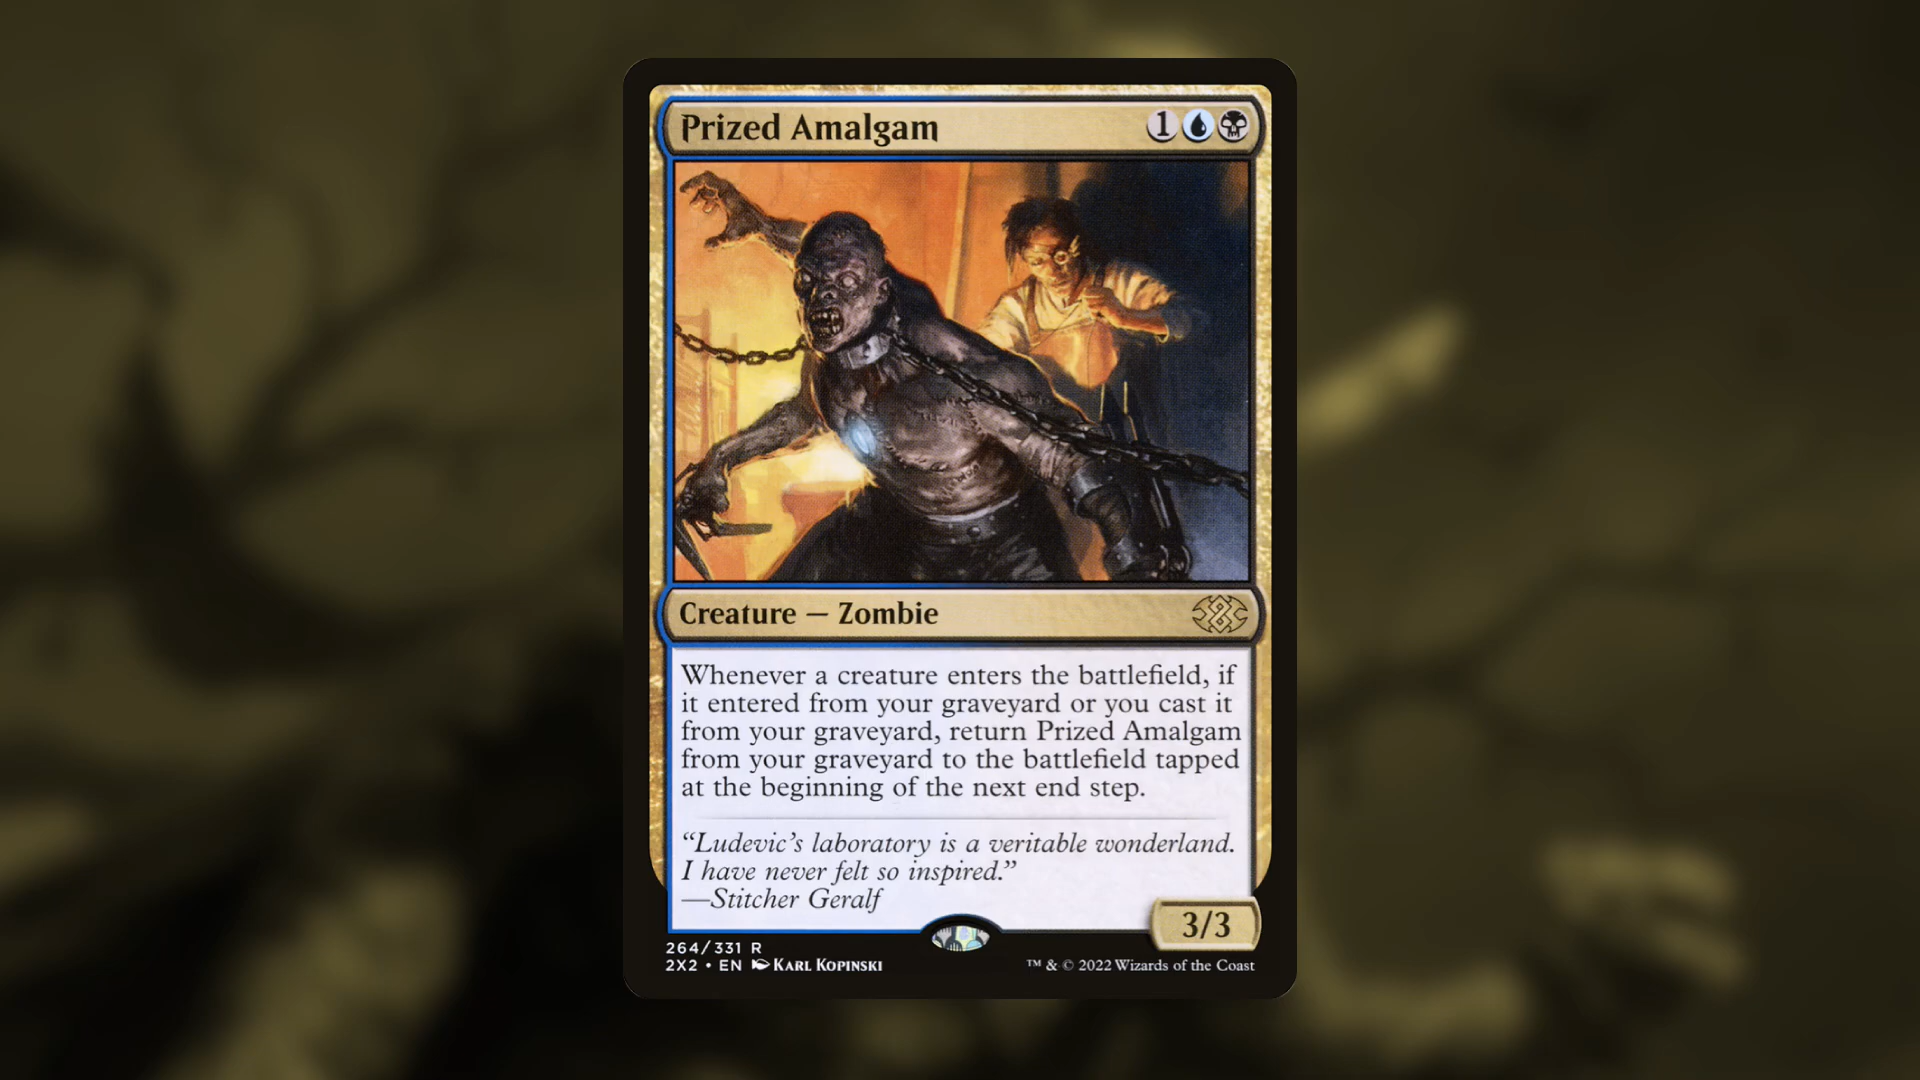 Prized Amalgam 1
Creature — Zombie
Whenever a creature enters the battlefield, if
it entered from your graveyard or you cast it
from your graveyard, return Prized Amalgam
from your graveyard to the battlefield tapped
at the beginning of the next end step.
“Ludevic’s laboratory is a veritable wonderland.
I have never felt so inspired.”
—Stitcher Geralf
3/3
264/331 R
2X2 • EN KARL KOPINSKI
™ & © 2022 Wizards of the Coast